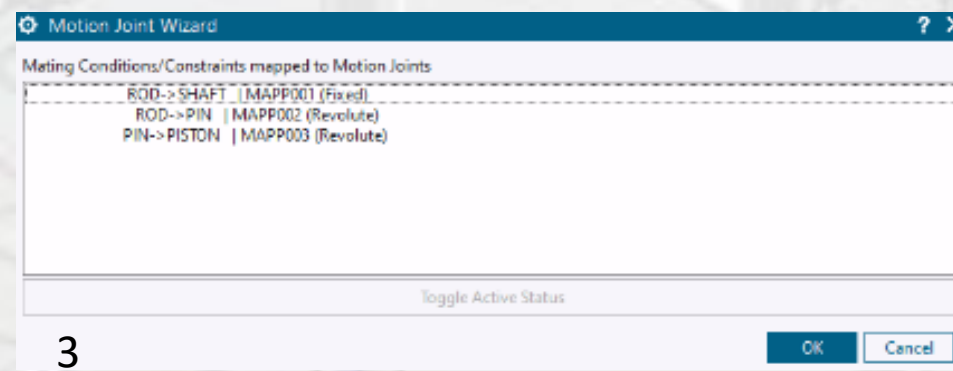 Motion Joint Wizard ?
Mating Conditions/Constraints mapped to Motion Joints
ROD->SHAFT | MAPP001 (Fixed)
ROD->PIN | MAPP002 (Revolute)
PIN->PISTON | MAPP003 (Revolute)
Toggle Active Status
OK Cancel
3